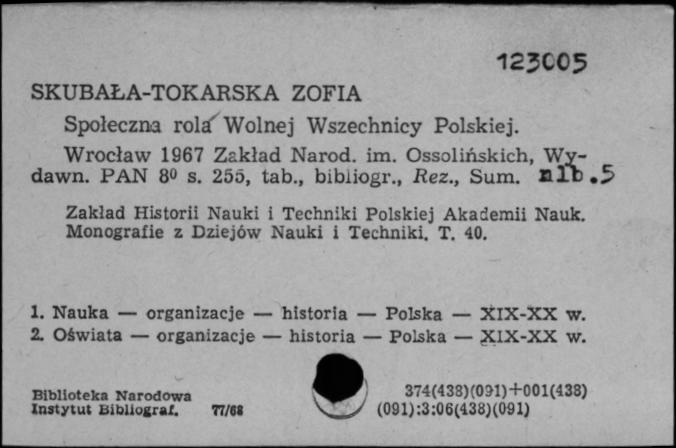 123005
SKUBAŁA-TOKARSKA ZOFIA
Społeczna rola Wolnej Wszechnicy Polskiej.
Wrocław 1967 Zakład Narod. im. Ossolińskich, Wy-
dawn. PAN 8⁰ s. 255, tab., bibliogr., Rez., Sum. nlb.5
Zakład Historii Nauki i Techniki Polskiej Akademii Nauk.
Monografie z Dziejów Nauki i Techniki. T. 40.
1. Nauka — organizacje — historia — Polska — XIX-XX w.
2. Oświata — organizacje — historia — Polska — XIX-XX w.
Biblioteka Narodowa 374(438)(091)+001(438)
Instytut Bibliograf. 77/68 (091):3:06(438)(091)